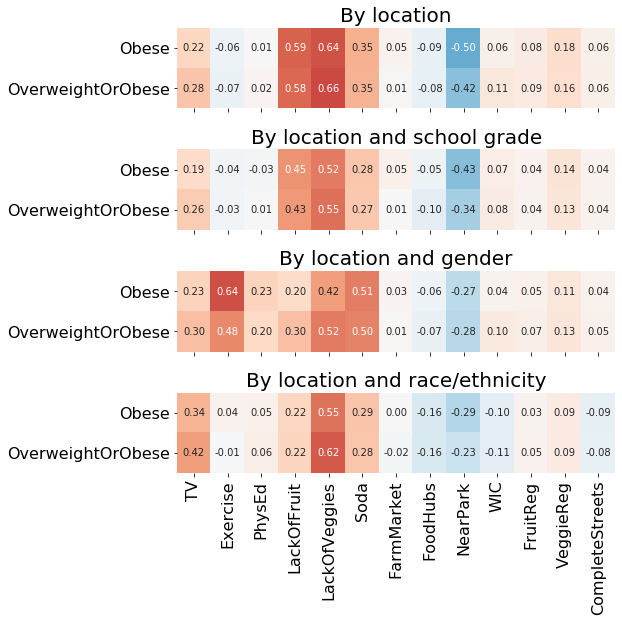 By location
Obese 0.22 -0.06 0.01 0.59 0.64 0.35 0.05 -0.09 -0.50 0.06 0.08 0.18 0.06
OverweightOrObese 0.28 -0.07 0.02 0.58 0.66 0.35 0.01 -0.08 -0.42 0.11 0.09 0.16 0.06
By location and school grade
Obese 0.19 -0.04 -0.03 0.45 0.52 0.28 0.05 -0.05 -0.43 0.07 0.04 0.14 0.04
OverweightOrObese 0.26 -0.03 0.01 0.43 0.55 0.27 0.01 -0.10 -0.34 0.08 0.04 0.13 0.04
By location and gender
Obese 0.23 0.64 0.23 0.20 0.42 0.51 0.03 -0.06 -0.27 0.04 0.05 0.11 0.04
OverweightOrObese 0.30 0.48 0.20 0.30 0.52 0.50 0.01 -0.07 -0.28 0.10 0.07 0.13 0.05
By location and race/ethnicity
Obese 0.34 0.04 0.05 0.22 0.55 0.29 0.00 -0.16 -0.29 -0.10 0.03 0.09 -0.09
OverweightOrObese 0.42 -0.01 0.06 0.22 0.62 0.28 -0.02 -0.16 -0.23 -0.11 0.05 0.09 -0.08
TV
Exercise
PhysEd
LackOfFruit
LackOfVeggies
Soda
FarmMarket
FoodHubs
NearPark
WIC
FruitReg
VeggieReg
CompleteStreets